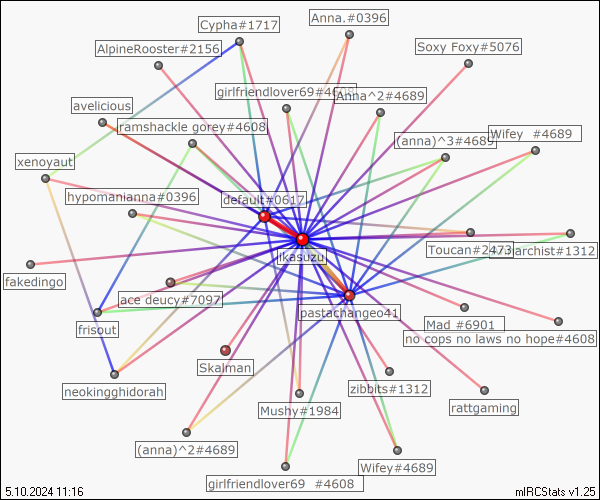 Anna.#0396
Cypha#1717
AlpineRooster#2156
Soxy Foxy#5076
girlfriendlover69#4608
Anna^2#4689
avelicious
ramshackle gorey#4608
(anna)^3#4689
Wifey #4689
xenoyaut
hypomanianna#0396
default#0617
Toucan#2473
archist#1312
ikasuzu
fakedingo
ace deucy#7097
pastachangeo41
frisout
Mad #6901
no cops no laws no hope#4608
Skalman
neokingghidorah
zibbits#1312
Mushy#1984
rattgaming
(anna)^2#4689
Wifey#4689
girlfriendlover69 #4608
5.10.2024 11:16
mIRCStats v1.25